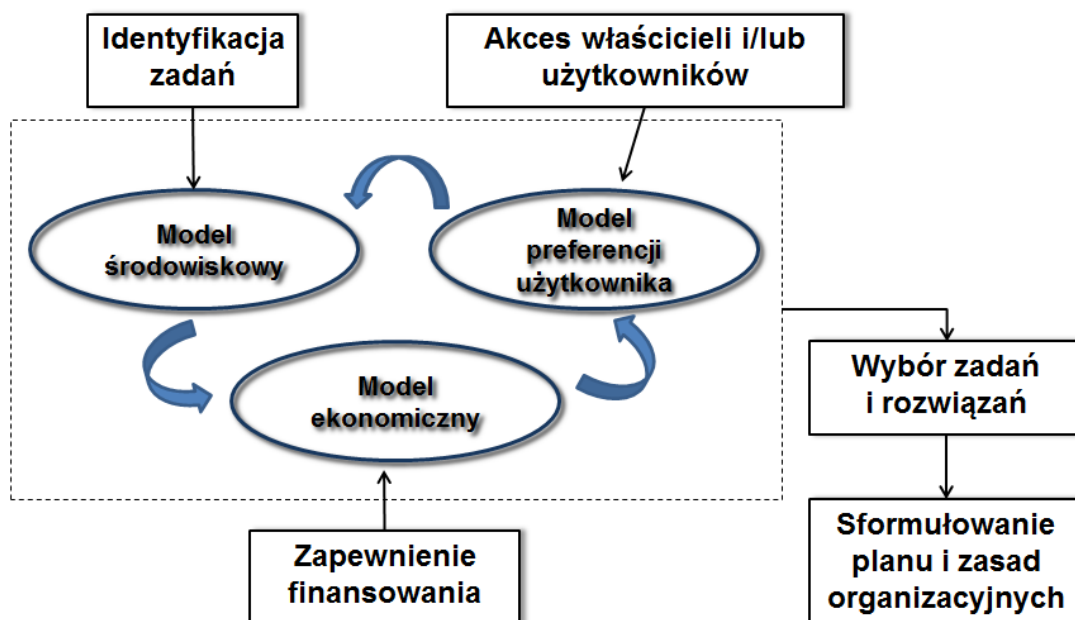 Identyfikacja
zadań
Akces właścicieli i/lub
użytkowników
Model
środowiskowy
Model
preferencji
użytkownika
Model
ekonomiczny
Wybór zadań
i rozwiązań
Zapewnienie
finansowania
Sformułowanie
planu i zasad
organizacyjnych